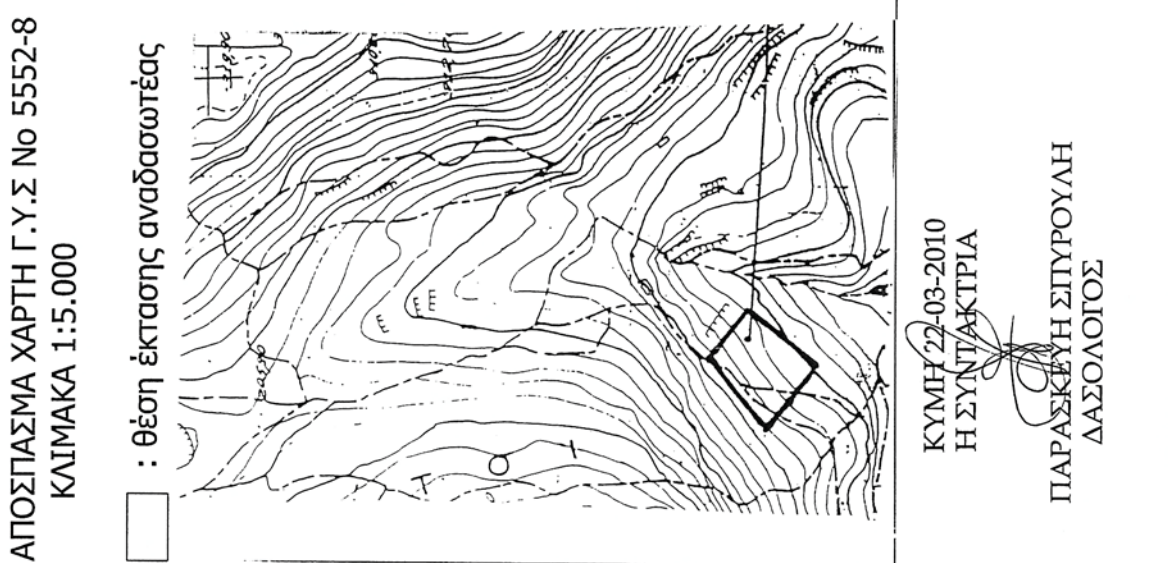 ΑΠΟΣΠΑΣΜΑ ΧΑΡΤΗ Γ.Υ.Σ Νο 5552-8
ΚΛΙΜΑΚΑ 1:5.000
: θέση έκτασης αναδασωτέας
ΚΥΜΗ 22-03-2010
Η ΣΥΝΤΑΚΤΡΙΑ
ΠΑΡΑΣΚΕΥΗ ΣΠΥΡΟΥΛΗ
ΔΑΣΟΛΟΓΟΣ